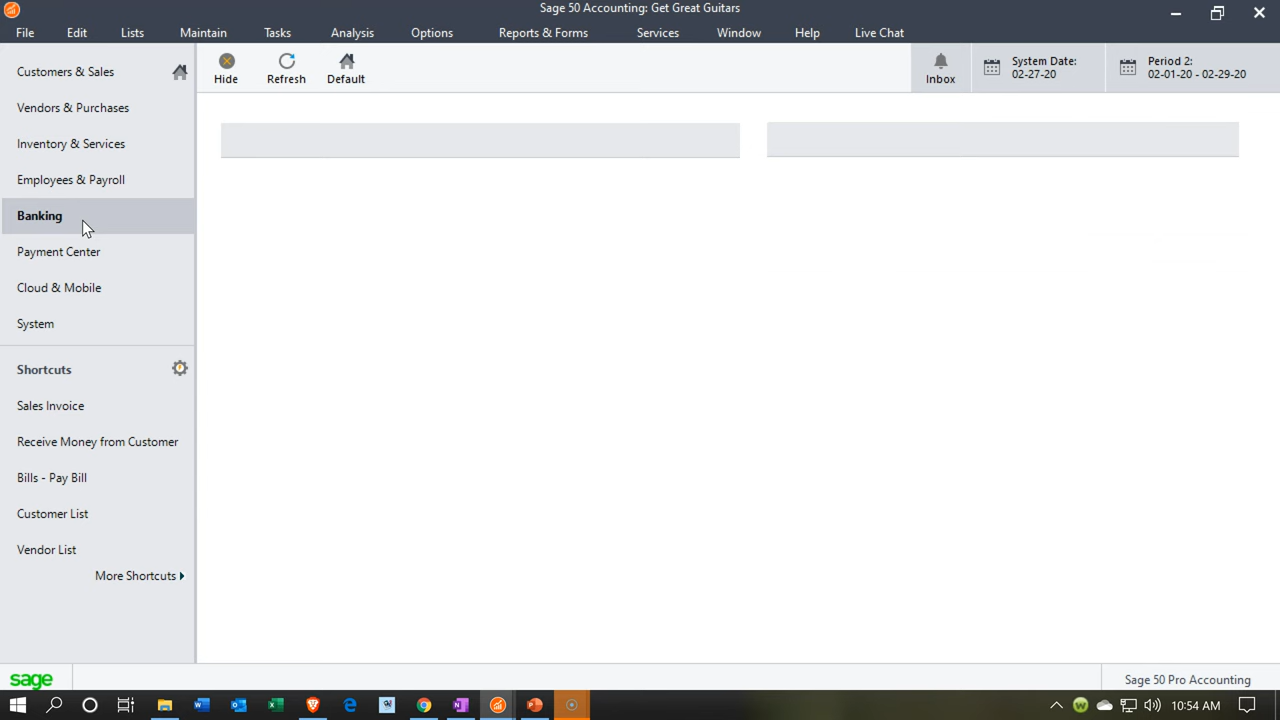 Sage 50 Accounting: Get Great Guitars
File Edit Lists Maintain Tasks Analysis Options Reports & Forms Services Window Help Live Chat
Customers & Sales
Vendors & Purchases
Inventory & Services
Employees & Payroll
Banking
Payment Center
Cloud & Mobile
System
Shortcuts
Sales Invoice
Receive Money from Customer
Bills - Pay Bill
Customer List
Vendor List
More Shortcuts
Hide Refresh Default
Inbox
System Date:
02-27-20
Period 2:
02-01-20 - 02-29-20
sage
Sage 50 Pro Accounting
10:54 AM